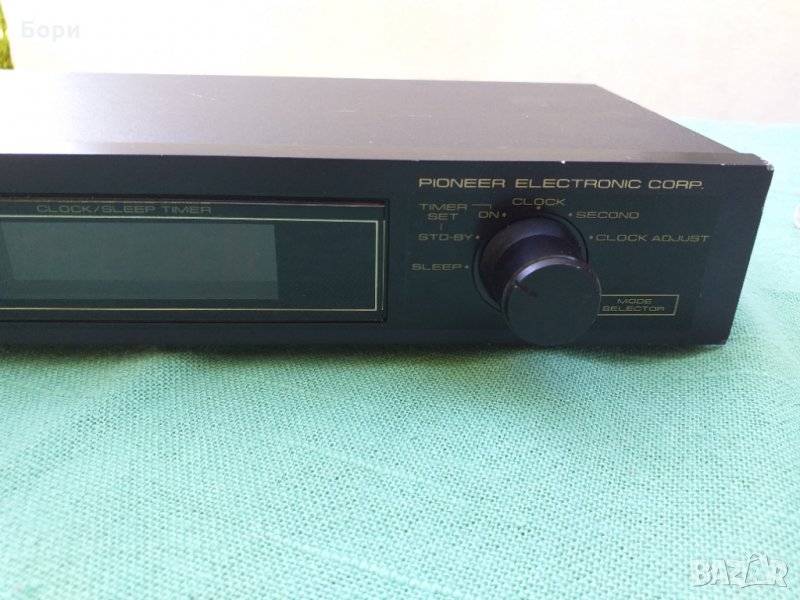 Бори
PIONEER ELECTRONIC CORP.
CLOCK/SLEEP TIMER
TIMER
SET
ON
CLOCK
SECOND
STD-BY
CLOCK ADJUST
SLEEP
MODE
SELECTOR
BAZAR